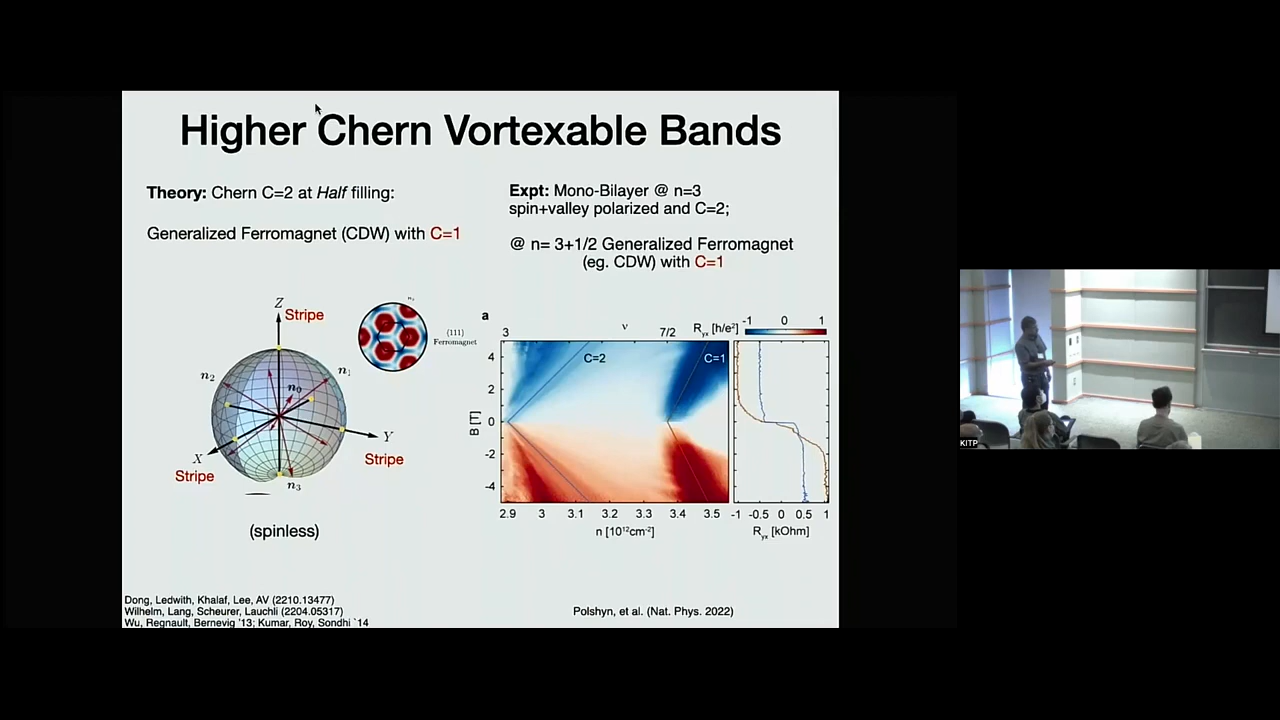 Higher Chern Vortexable Bands
Theory: Chern C=2 at Half filling:
Generalized Ferromagnet (CDW) with C=1
Expt: Mono-Bilayer @ n=3
spin+valley polarized and C=2;
@ n= 3+1/2 Generalized Ferromagnet
(eg. CDW) with C=1
Z
Stripe
n₂
n₁
n₀
n₃
X
Stripe
Y
Stripe
(111)
Ferromagnet
(spinless)
a
3
ν
7/2
Ryx [h/e²]
-1 0 1
C=2
C=1
B [T]
4
2
0
-2
-4
2.9 3 3.1 3.2 3.3 3.4 3.5
n [10¹²cm⁻²]
-1 -0.5 0 0.5 1
Ryx [kOhm]
Dong, Ledwith, Khalaf, Lee, AV (2210.13477)
Wilhelm, Lang, Scheurer, Lauchli (2204.05317)
Wu, Regnault, Bernevig '13; Kumar, Roy, Sondhi `14
Polshyn, et al. (Nat. Phys. 2022)
KITP